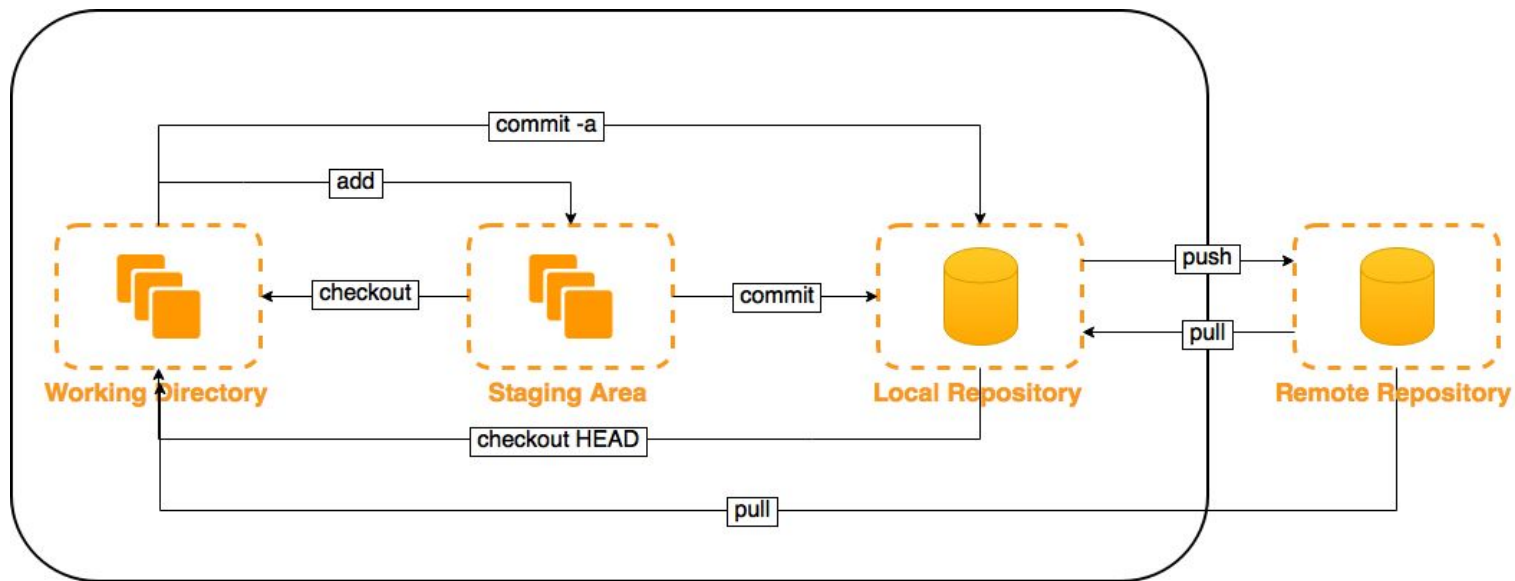 commit -a
add
push
checkout
commit
pull
Working Directory
Staging Area
Local Repository
Remote Repository
checkout HEAD
pull